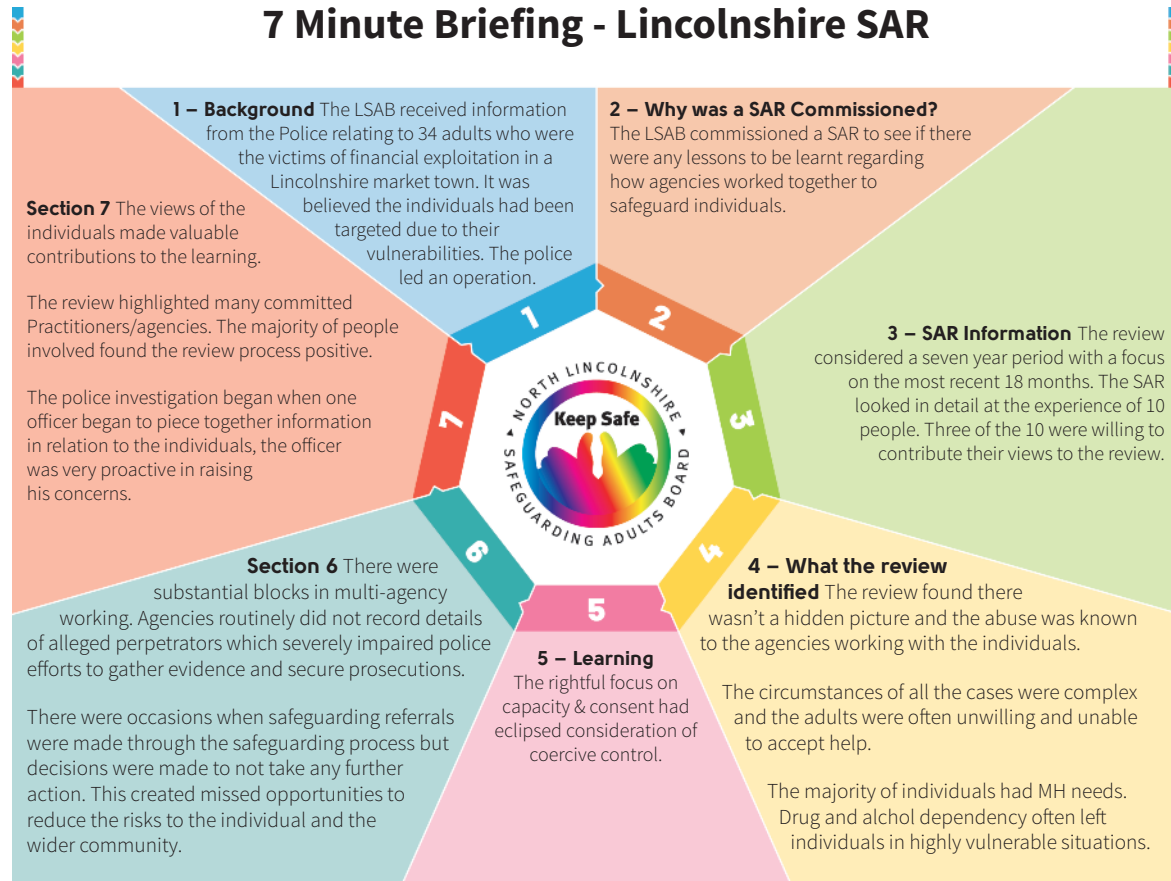 7 Minute Briefing - Lincolnshire SAR
1 – Background The LSAB received information
from the Police relating to 34 adults who were
the victims of financial exploitation in a
Lincolnshire market town. It was
believed the individuals had been
targeted due to their
vulnerabilities. The police
led an operation.
2 – Why was a SAR Commissioned?
The LSAB commissioned a SAR to see if there
were any lessons to be learnt regarding
how agencies worked together to
safeguard individuals.
3 – SAR Information The review
considered a seven year period with a focus
on the most recent 18 months. The SAR
looked in detail at the experience of 10
people. Three of the 10 were willing to
contribute their views to the review.
4 – What the review
identified The review found there
wasn't a hidden picture and the abuse was known
to the agencies working with the individuals.
The circumstances of all the cases were complex
and the adults were often unwilling and unable
to accept help.
The majority of individuals had MH needs.
Drug and alchol dependency often left
individuals in highly vulnerable situations.
5 – Learning
The rightful focus on
capacity & consent had
eclipsed consideration of
coercive control.
Section 6 There were
substantial blocks in multi-agency
working. Agencies routinely did not record details
of alleged perpetrators which severely impaired police
efforts to gather evidence and secure prosecutions.
There were occasions when safeguarding referrals
were made through the safeguarding process but
decisions were made to not take any further
action. This created missed opportunities to
reduce the risks to the individual and the
wider community.
Section 7 The views of the
individuals made valuable
contributions to the learning.
The review highlighted many committed
Practitioners/agencies. The majority of people
involved found the review process positive.
The police investigation began when one
officer began to piece together information
in relation to the individuals, the officer
was very proactive in raising
his concerns.
1
2
3
4
5
6
7
NORTH LINCOLNSHIRE
Keep Safe
SAFEGUARDING ADULTS BOARD